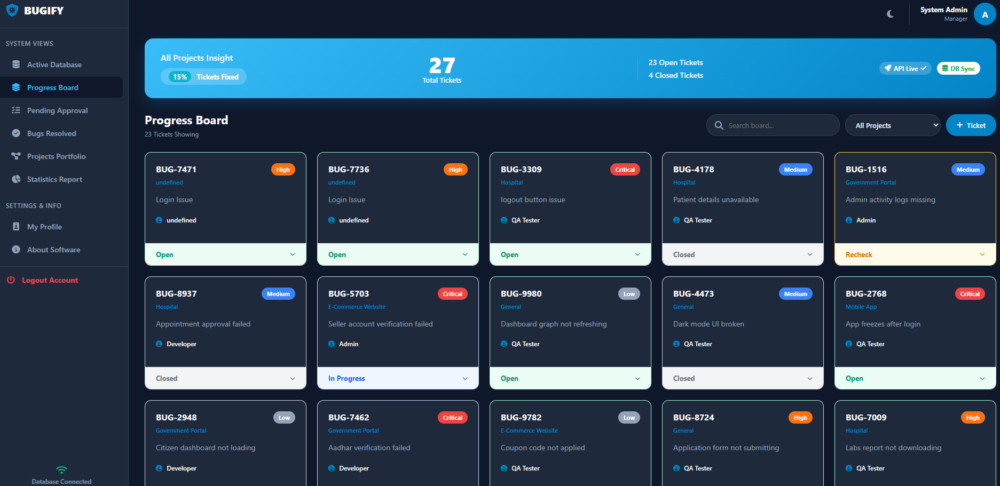 BUGIFY
System Admin
Manager
A
SYSTEM VIEWS
Active Database
Progress Board
Pending Approval
Bugs Resolved
Projects Portfolio
Statistics Report
SETTINGS & INFO
My Profile
About Software
Logout Account
Database Connected
All Projects Insight
15% Tickets Fixed
27
Total Tickets
23 Open Tickets
4 Closed Tickets
API Live
DB Sync
Progress Board
23 Tickets Showing
Search board...
All Projects
+ Ticket
BUG-7471 High
undefined
Login Issue
undefined
Open
BUG-7736 High
undefined
Login Issue
undefined
Open
BUG-3309 Critical
Hospital
logout button issue
QA Tester
Open
BUG-4178 Medium
Hospital
Patient details unavailable
QA Tester
Closed
BUG-1516 Medium
Government Portal
Admin activity logs missing
Admin
Recheck
BUG-8937 Medium
Hospital
Appointment approval failed
Developer
Closed
BUG-5703 Critical
E-Commerce Website
Seller account verification failed
Admin
In Progress
BUG-9980 Low
General
Dashboard graph not refreshing
QA Tester
Open
BUG-4473 Medium
General
Dark mode UI broken
QA Tester
Closed
BUG-2768 Critical
Mobile App
App freezes after login
QA Tester
Open
BUG-2948 Low
Government Portal
Citizen dashboard not loading
Developer
BUG-7462 Critical
Government Portal
Aadhar verification failed
Developer
BUG-9782 Low
E-Commerce Website
Coupon code not applied
QA Tester
BUG-8724 High
General
Application form not submitting
QA Tester
BUG-7009 High
Hospital
Labs report not downloading
QA Tester